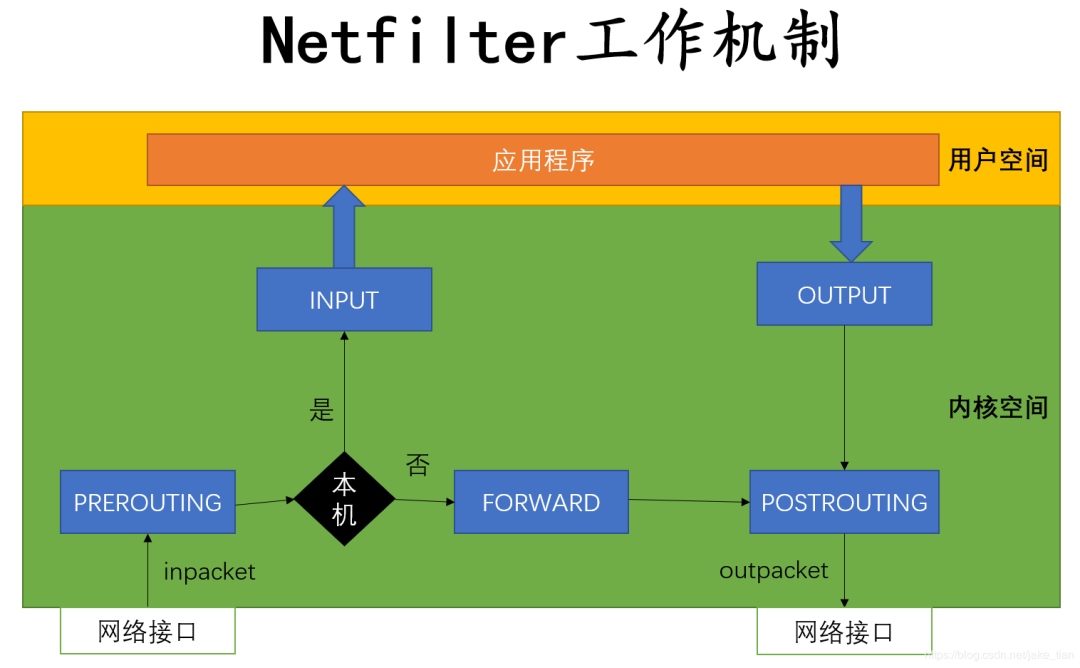 Netfilter工作机制
应用程序
用户空间
INPUT
OUTPUT
是
内核空间
否
PREROUTING
本
机
FORWARD
POSTROUTING
inpacket
outpacket
网络接口
网络接口
https://blog.csdn.net/jake_tian